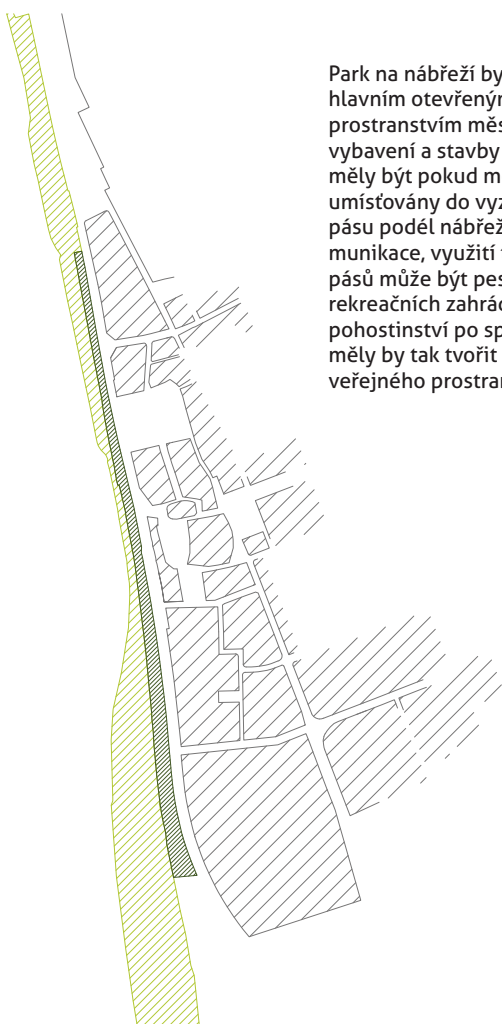 Park na nábřeží by
hlavním otevřeným
prostranstvím měs
vybavení a stavby
měly být pokud m
umísťovány do vyz
pásu podél nábřež
munikace, využití
pásů může být pes
rekreačních zahrád
pohostinství po sp
měly by tak tvořit
veřejného prostran